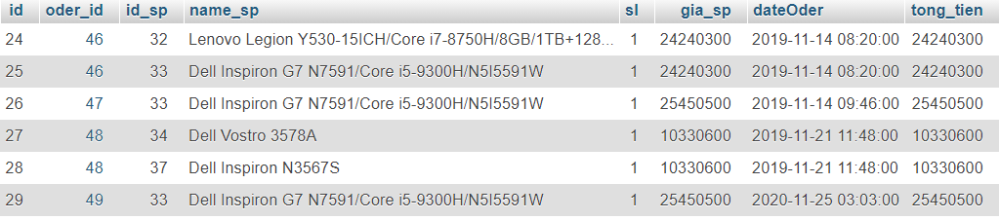 id oder_id id_sp name_sp sl gia_sp dateOder tong_tien
24 46 32 Lenovo Legion Y530-15ICH/Core i7-8750H/8GB/1TB+128... 1 24240300 2019-11-14 08:20:00 24240300
25 46 33 Dell Inspiron G7 N7591/Core i5-9300H/N5I5591W 1 24240300 2019-11-14 08:20:00 24240300
26 47 33 Dell Inspiron G7 N7591/Core i5-9300H/N5I5591W 1 25450500 2019-11-14 09:46:00 25450500
27 48 34 Dell Vostro 3578A 1 10330600 2019-11-21 11:48:00 10330600
28 48 37 Dell Inspiron N3567S 1 10330600 2019-11-21 11:48:00 10330600
29 49 33 Dell Inspiron G7 N7591/Core i5-9300H/N5I5591W 1 25450500 2020-11-25 03:03:00 25450500